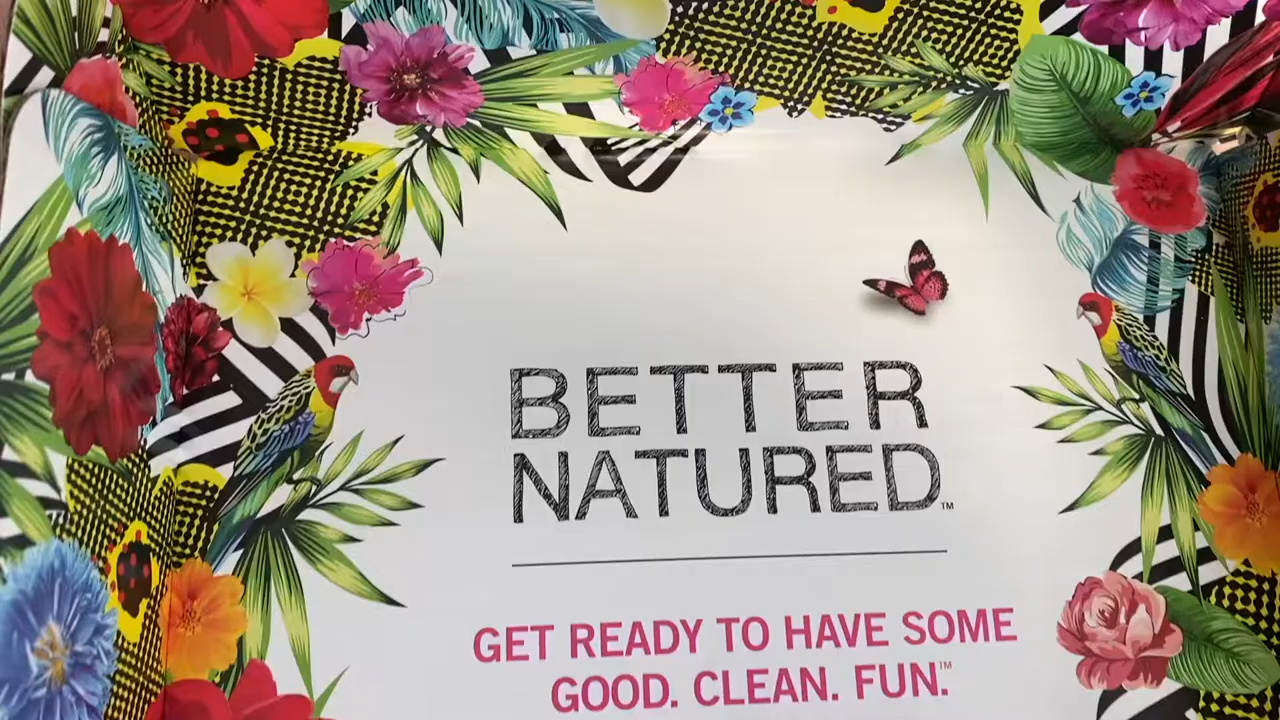 BETTER
NATURED™
GET READY TO HAVE SOME
GOOD. CLEAN. FUN.™